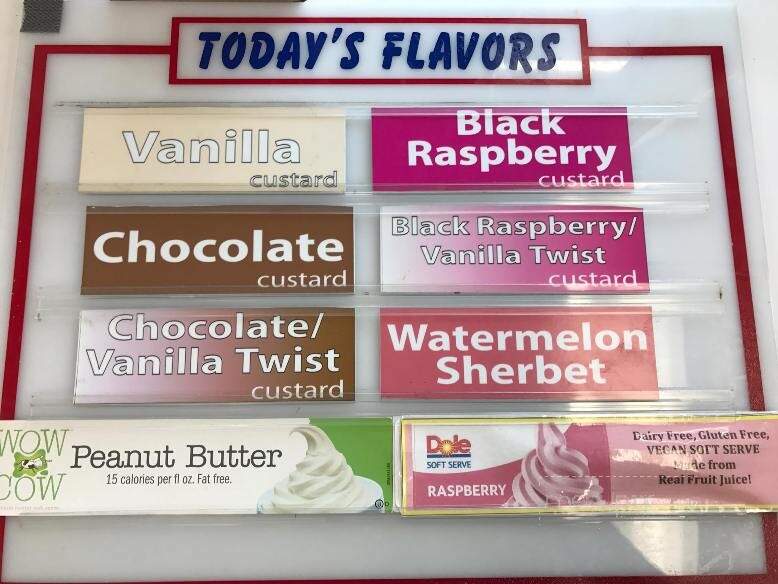 TODAY'S FLAVORS
Vanilla
custard
Black
Raspberry
custard
Chocolate
custard
Black Raspberry/
Vanilla Twist
custard
Chocolate/
Vanilla Twist
custard
Watermelon
Sherbet
WOW
COW
Peanut Butter
15 calories per fl oz. Fat free.
Dole
SOFT SERVE
RASPBERRY
Dairy Free, Gluten Free,
VEGAN SOFT SERVE
Made from
Real Fruit Juice!